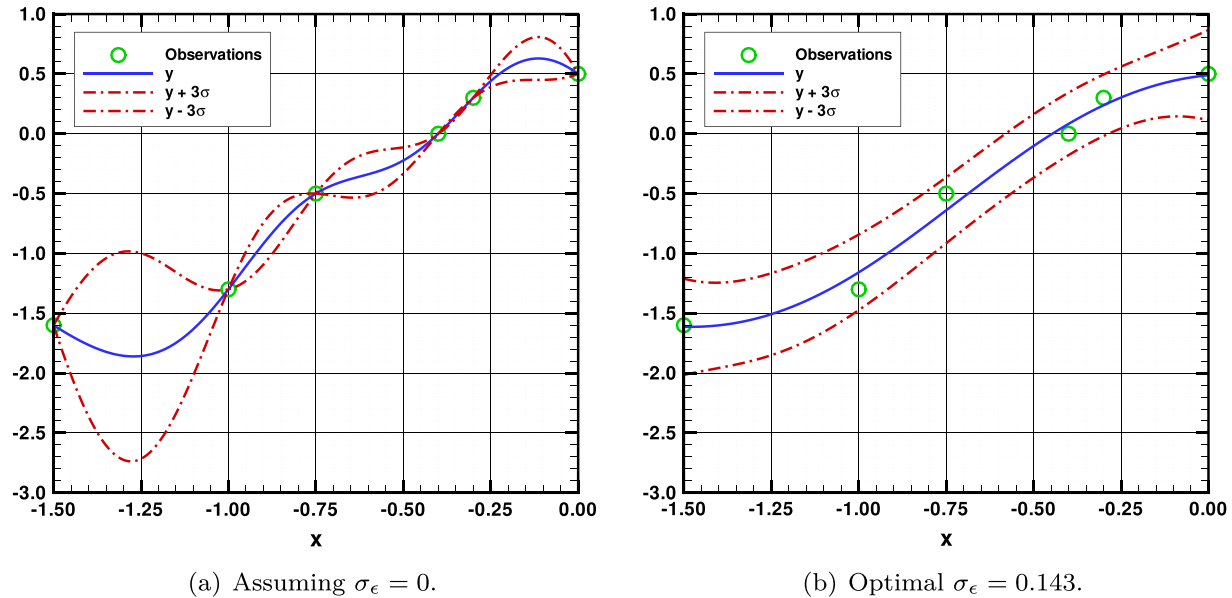 1.0
0.5
0.0
-0.5
-1.0
-1.5
-2.0
-2.5
-3.0
Observations
y
y + 3σ
y - 3σ
-1.50 -1.25 -1.00 -0.75 -0.50 -0.25 0.00
x
(a) Assuming σϵ = 0.
1.0
0.5
0.0
-0.5
-1.0
-1.5
-2.0
-2.5
-3.0
Observations
y
y + 3σ
y - 3σ
-1.50 -1.25 -1.00 -0.75 -0.50 -0.25 0.00
x
(b) Optimal σϵ = 0.143.